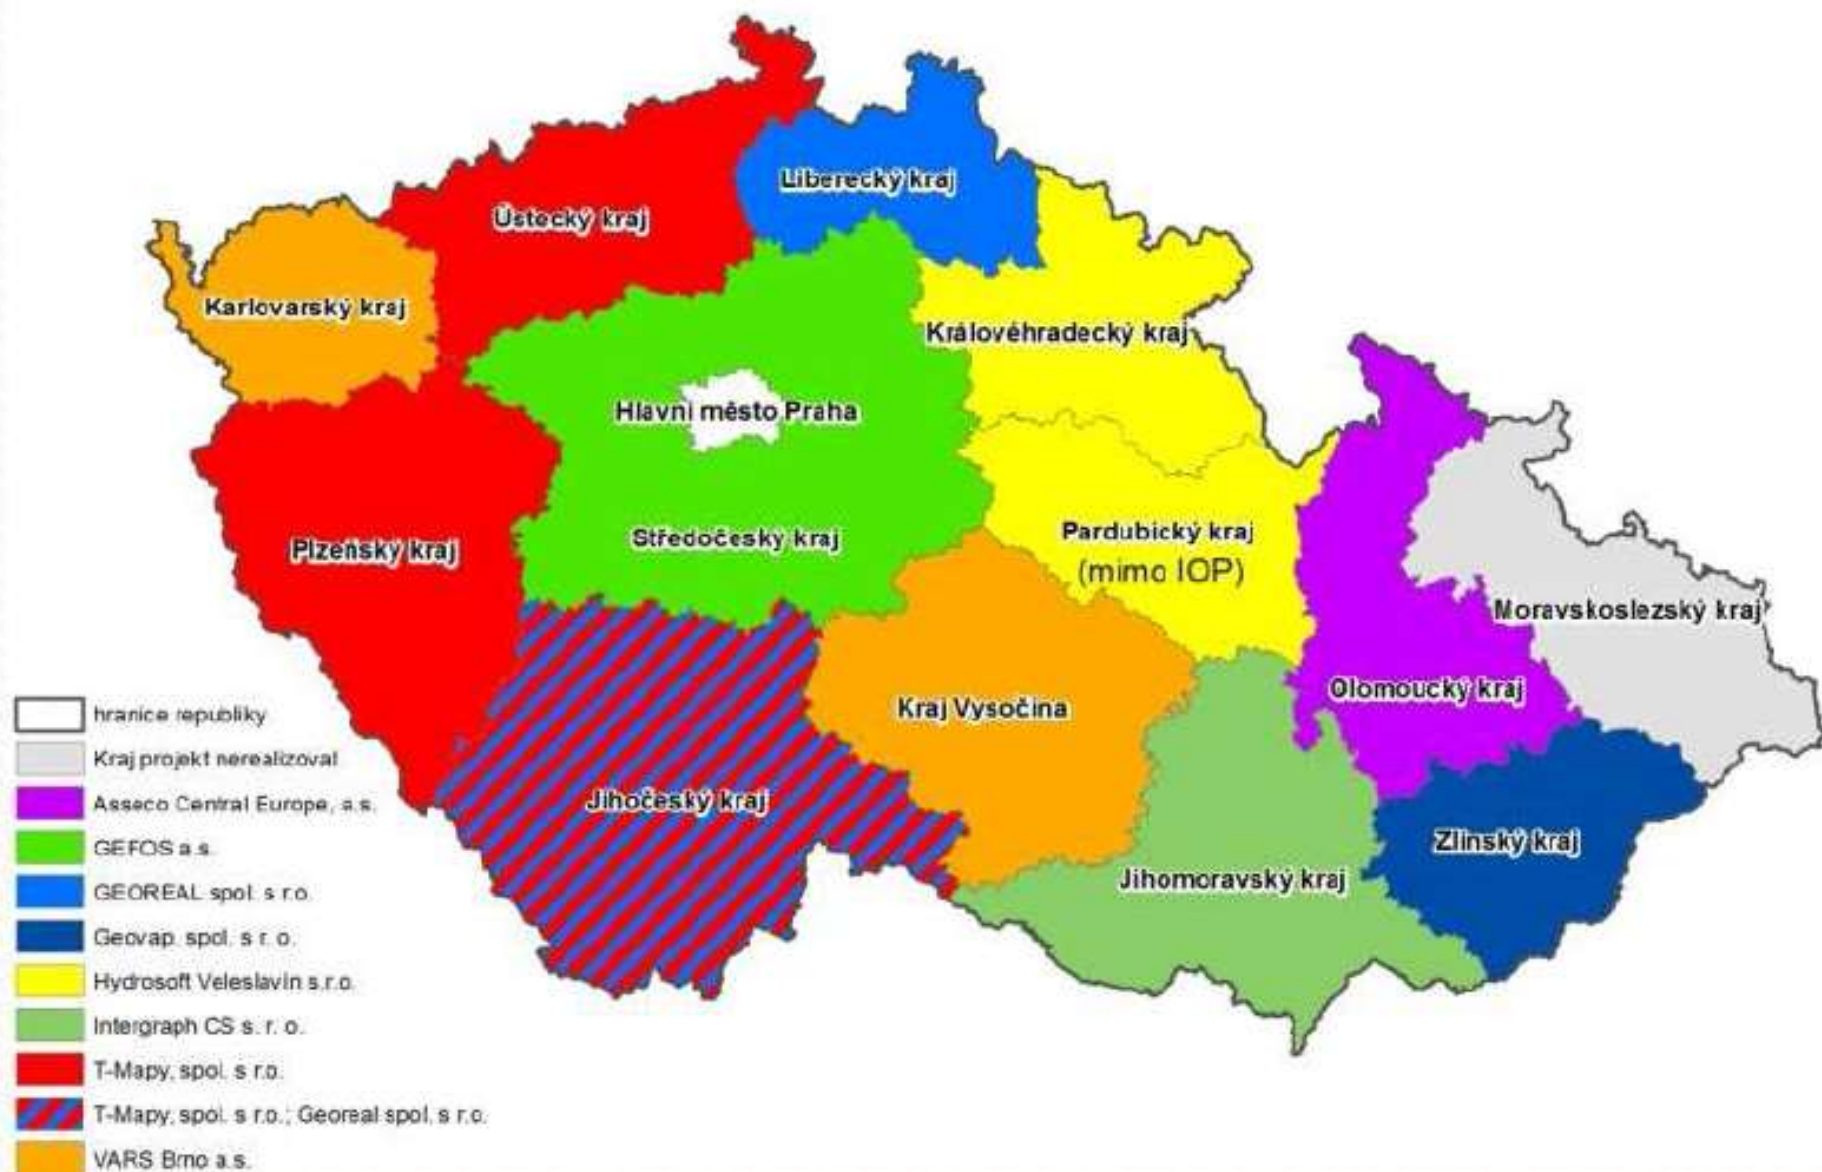 Liberecký kraj
Ústecký kraj
Karlovarský kraj
Královéhradecký kraj
Hlavní město Praha
Středočeský kraj
Pardubický kraj
(mimo IOP)
Plzeňský kraj
Moravskoslezský kraj
Olomoucký kraj
Kraj Vysočina
Jihočeský kraj
Zlínský kraj
Jihomoravský kraj
hranice republiky
Kraj projekt nerealizoval
Asseco Central Europe, a.s.
GEFOS a.s.
GEOREAL spol. s r.o.
Geovap. spol. s r. o.
Hydrosoft Veleslavín s.r.o.
Intergraph CS s. r. o.
T-Mapy, spol. s r.o.
T-Mapy, spol. s r.o.; Georeal spol. s r.o.
VARS Brno a.s.